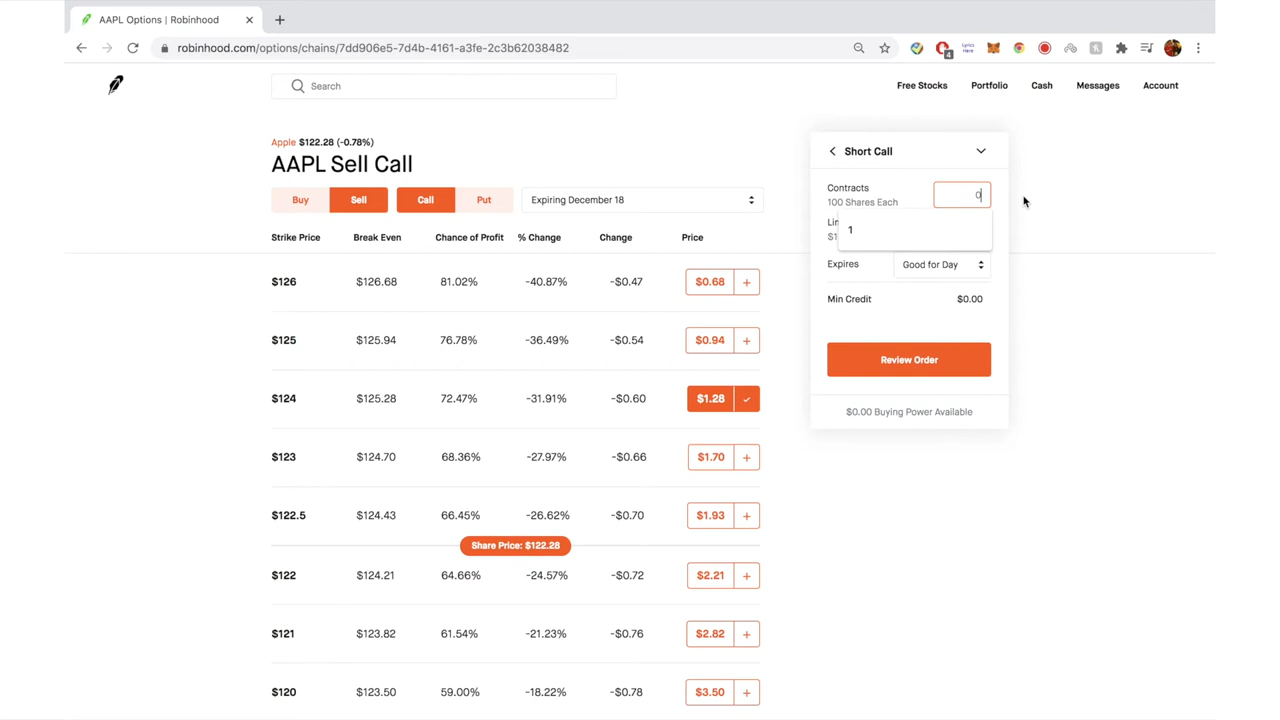 AAPL Options | Robinhood
robinhood.com/options/chains/7dd906e5-7d4b-4161-a3fe-2c3b62038482
4
Lyrics Here
Search
Free Stocks Portfolio Cash Messages Account
Apple $122.28 (-0.78%)
AAPL Sell Call
Buy Sell Call Put Expiring December 18
Strike Price Break Even Chance of Profit % Change Change Price
$126 $126.68 81.02% -40.87% -$0.47 $0.68 +
$125 $125.94 76.78% -36.49% -$0.54 $0.94 +
$124 $125.28 72.47% -31.91% -$0.60 $1.28
$123 $124.70 68.36% -27.97% -$0.66 $1.70 +
$122.5 $124.43 66.45% -26.62% -$0.70 $1.93 +
Share Price: $122.28
$122 $124.21 64.66% -24.57% -$0.72 $2.21 +
$121 $123.82 61.54% -21.23% -$0.76 $2.82 +
$120 $123.50 59.00% -18.22% -$0.78 $3.50 +
Short Call
Contracts 0
100 Shares Each
1
Expires Good for Day
Min Credit $0.00
Review Order
$0.00 Buying Power Available